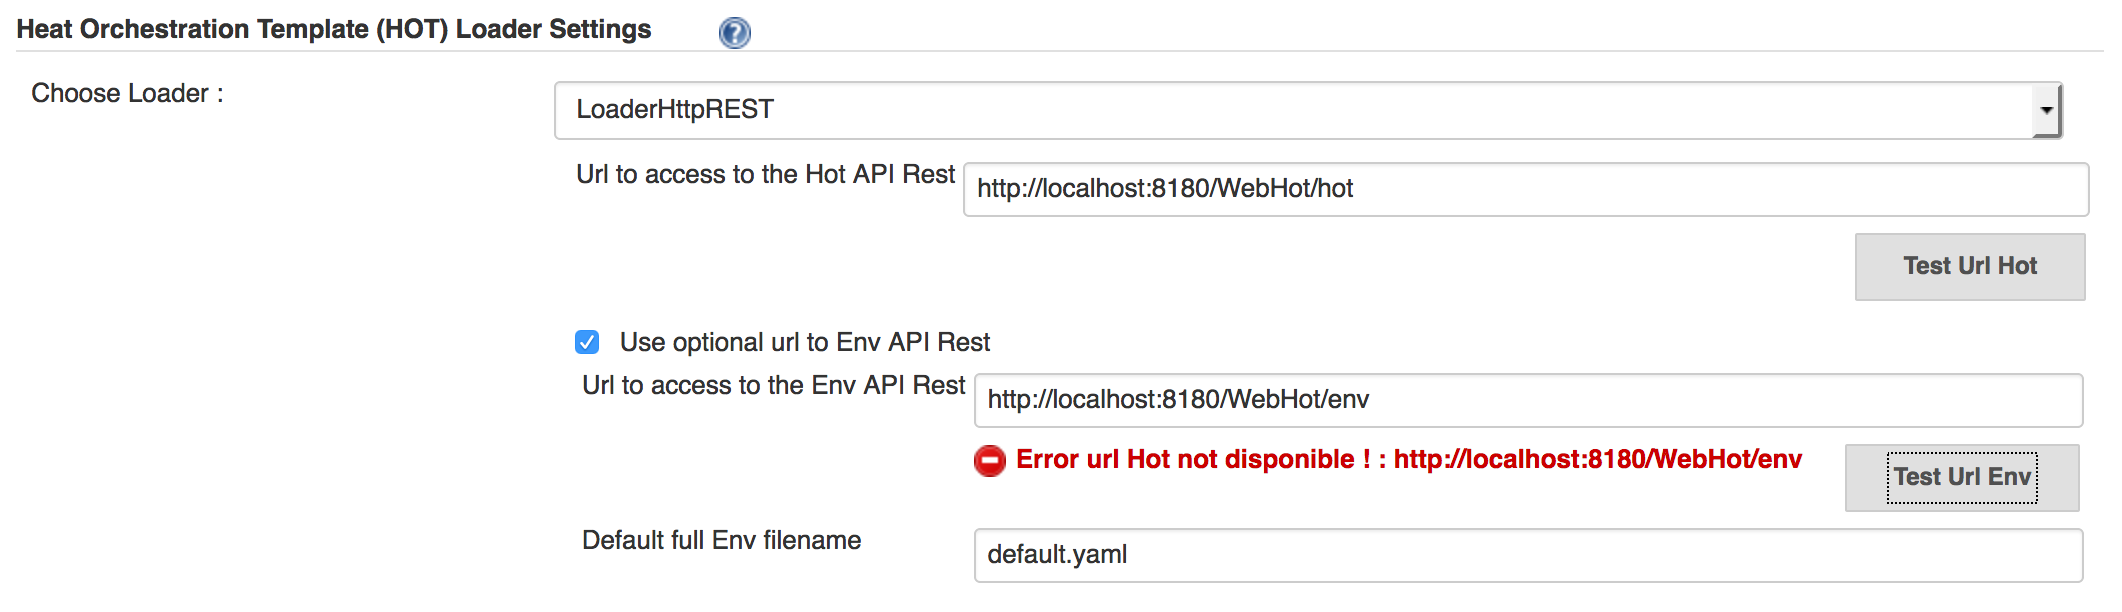 Heat Orchestration Template (HOT) Loader Settings ?
Choose Loader :
LoaderHttpREST
Url to access to the Hot API Rest http://localhost:8180/WebHot/hot
Test Url Hot
Use optional url to Env API Rest
Url to access to the Env API Rest http://localhost:8180/WebHot/env
Error url Hot not disponible ! : http://localhost:8180/WebHot/env
Test Url Env
Default full Env filename default.yaml